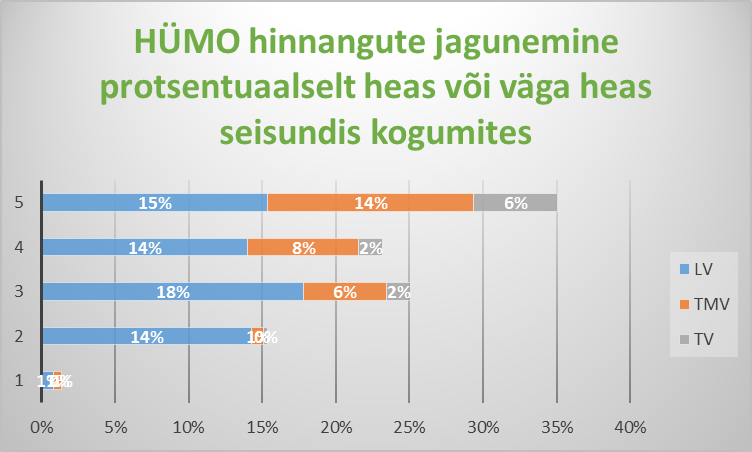 HÜMO hinnangute jagunemine
protsentuaalselt heas või väga heas
seisundis kogumites
5 15% 14% 6%
4 14% 8% 2%
3 18% 6% 2%
2 14%
1
0% 5% 10% 15% 20% 25% 30% 35% 40%
LV
TMV
TV